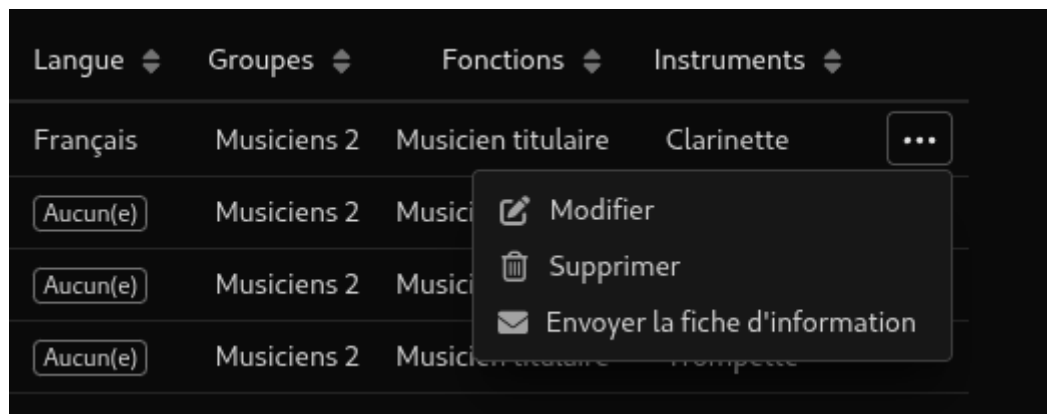 Langue Groupes Fonctions Instruments
Français Musiciens 2 Musicien titulaire Clarinette
Aucun(e) Musiciens 2 Modifier
Supprimer
Aucun(e) Musiciens 2
Envoyer la fiche d'information
Aucun(e) Musiciens 2